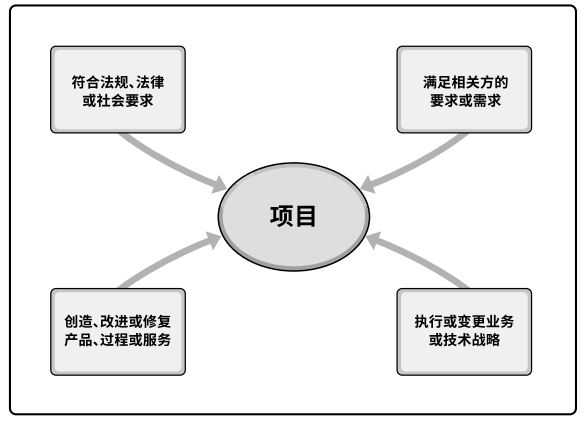 符合法规、法律
或社会要求
满足相关方的
要求或需求
项目
创造、改进或修复
产品、过程或服务
执行或变更业务
或技术战略